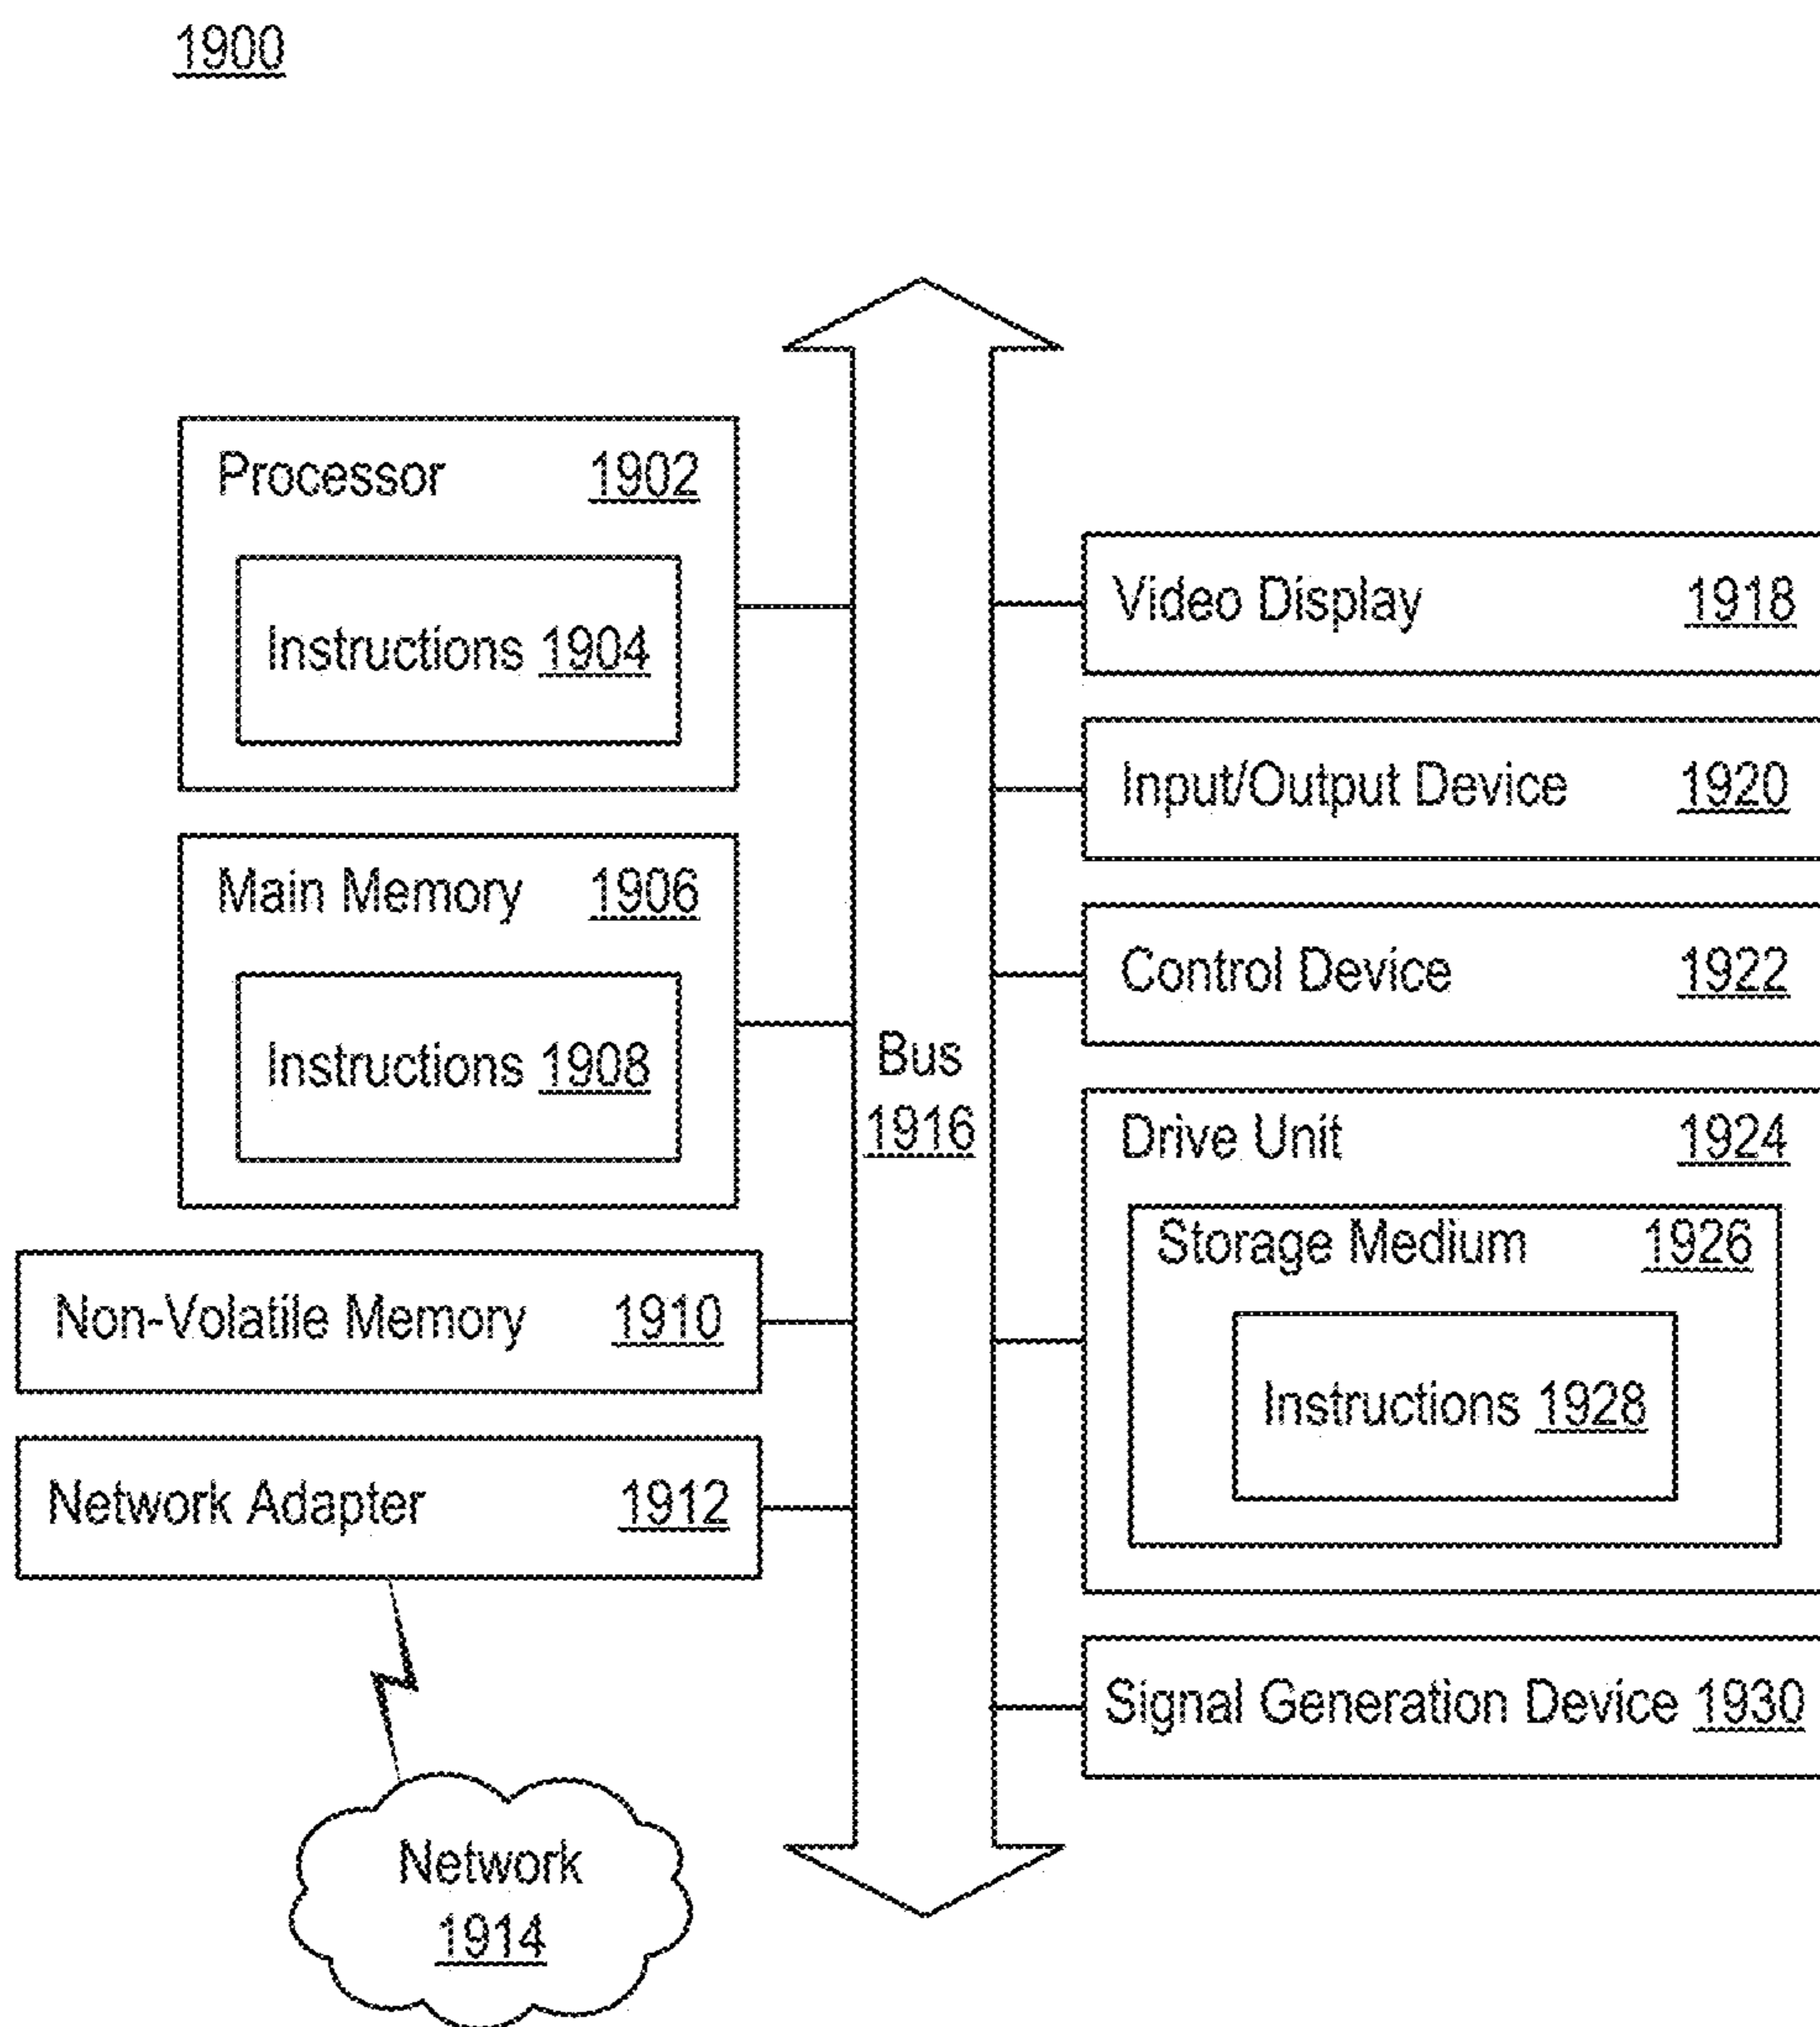 1900
Processor 1902
Instructions 1904
Main Memory 1906
Instructions 1908
Non-Volatile Memory 1910
Network Adapter 1912
Network
1914
Bus
1916
Video Display 1918
Input/Output Device 1920
Control Device 1922
Drive Unit 1924
Storage Medium 1926
Instructions 1928
Signal Generation Device 1930